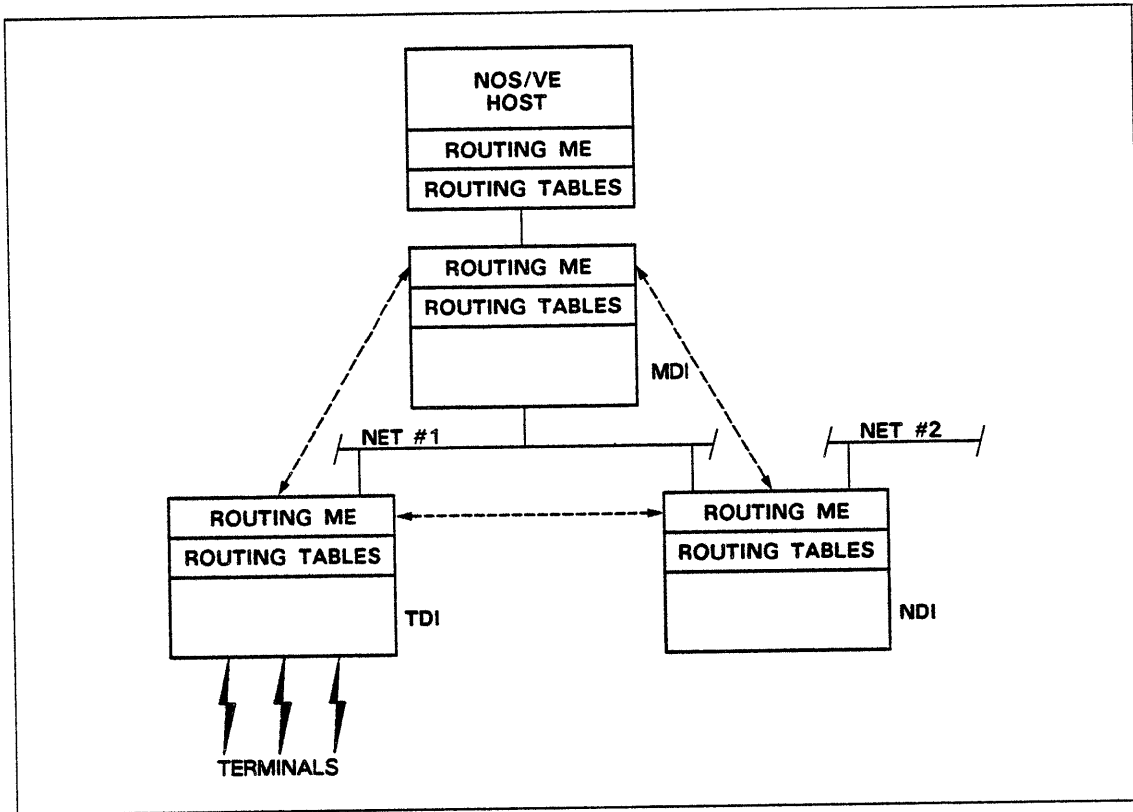 NOS/VE
HOST
ROUTING ME
ROUTING TABLES
ROUTING ME
ROUTING TABLES
MDI
NET #1
NET #2
ROUTING ME
ROUTING TABLES
TDI
ROUTING ME
ROUTING TABLES
NDI
TERMINALS